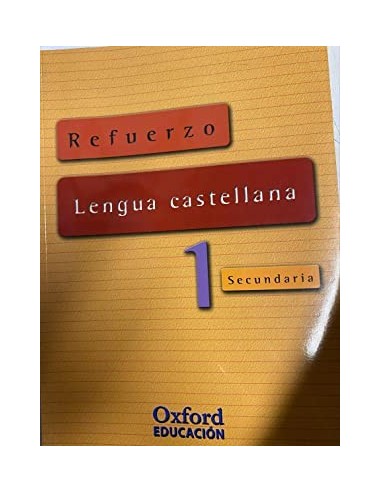 Refuerzo
Lengua castellana
1
Secundaria
Oxford
EDUCACIÓN